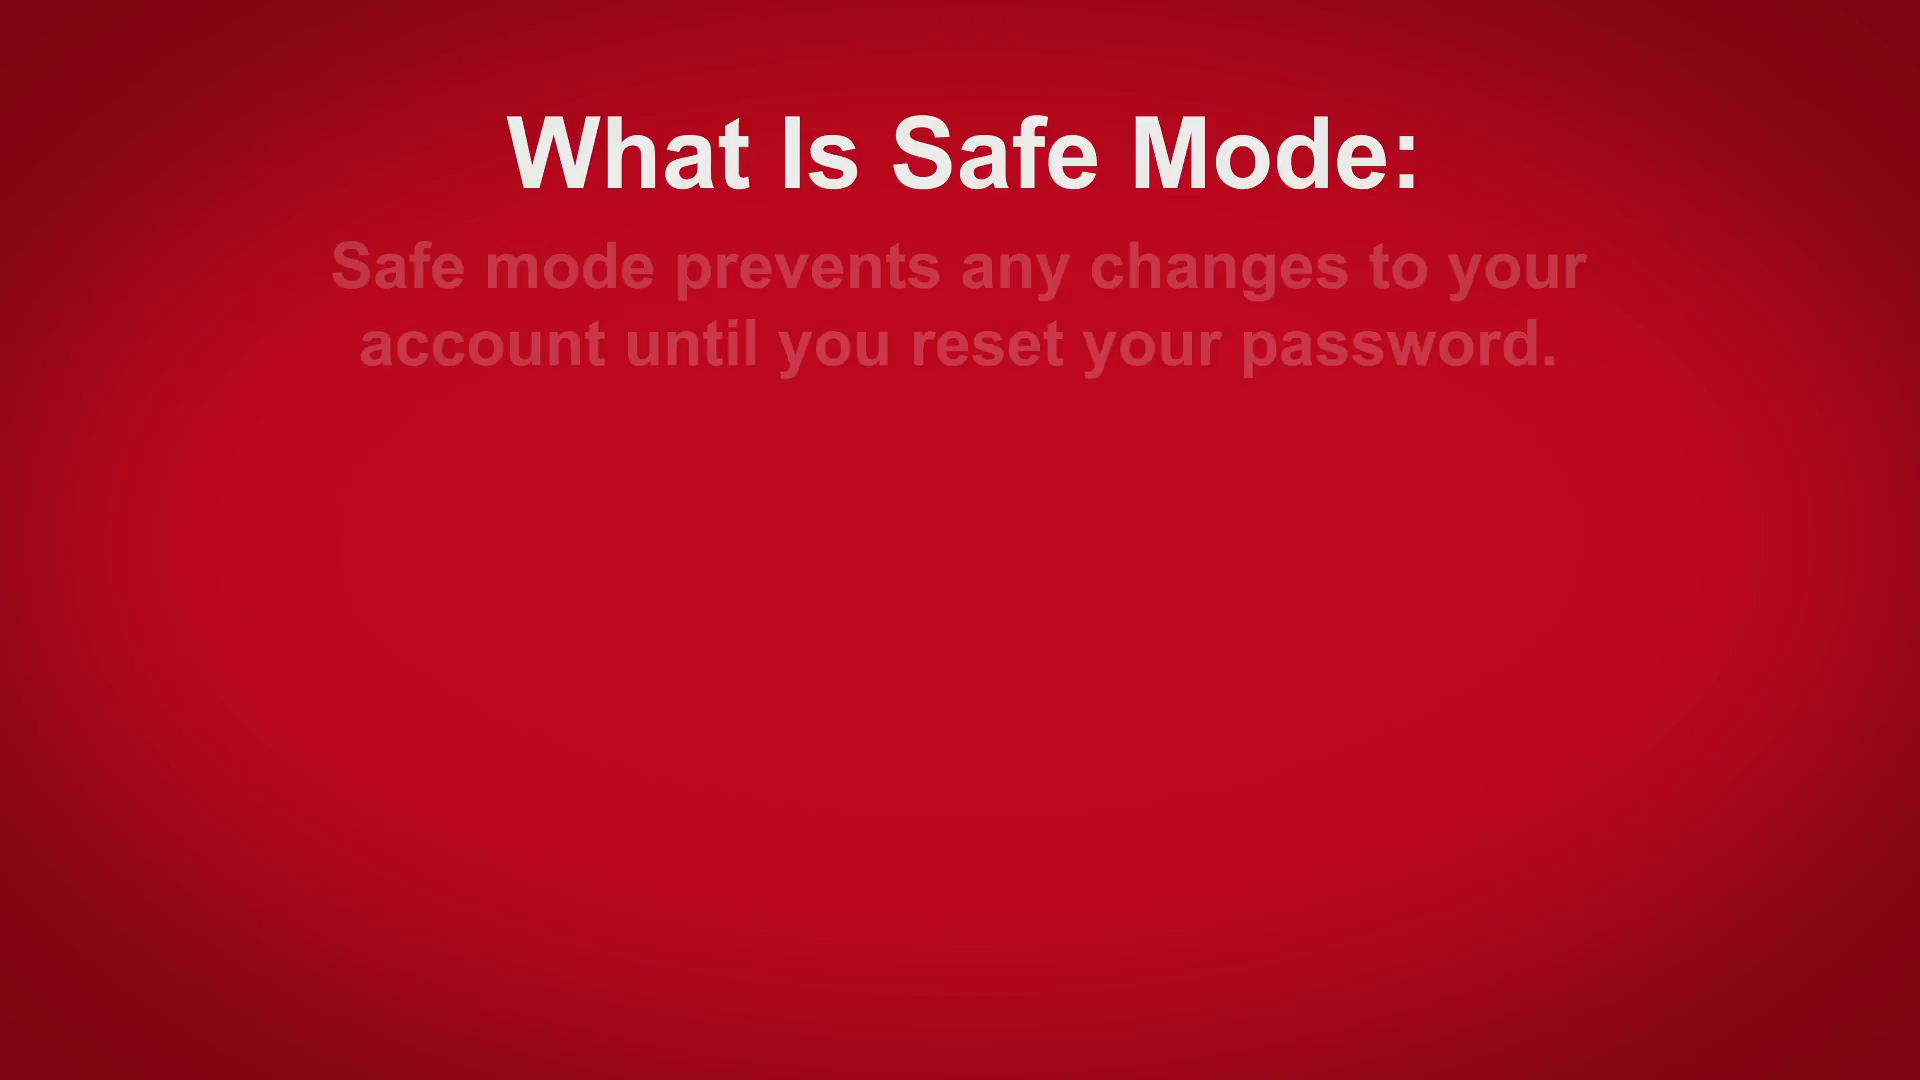 What Is Safe Mode:
Safe mode prevents any changes to your
account until you reset your password.